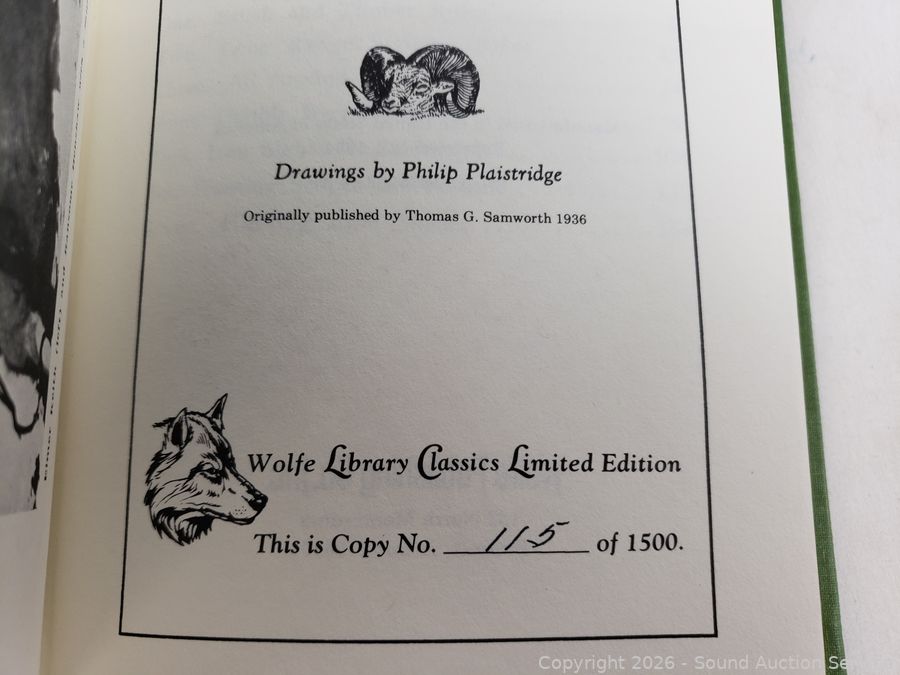 Drawings by Philip Plaistridge
Originally published by Thomas G. Samworth 1936
Wolfe Library Classics Limited Edition
This is Copy No. 115 of 1500.
Copyright 2026 - Sound Auction Se